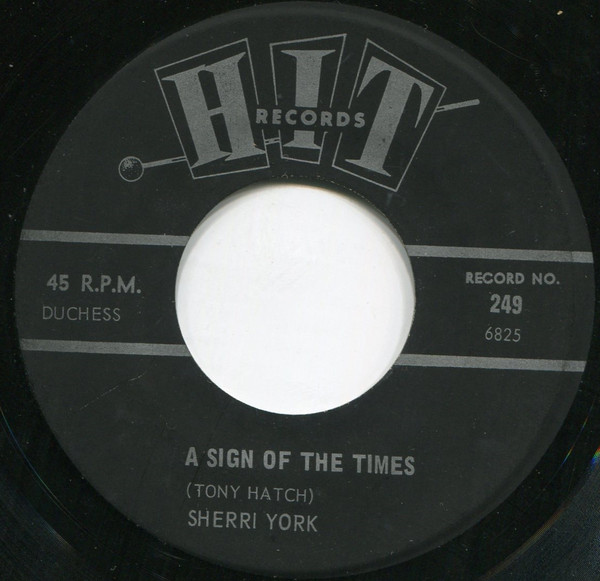 HIT
RECORDS
45 R.P.M.
DUCHESS
RECORD NO.
249
6825
A SIGN OF THE TIMES
(TONY HATCH)
SHERRI YORK